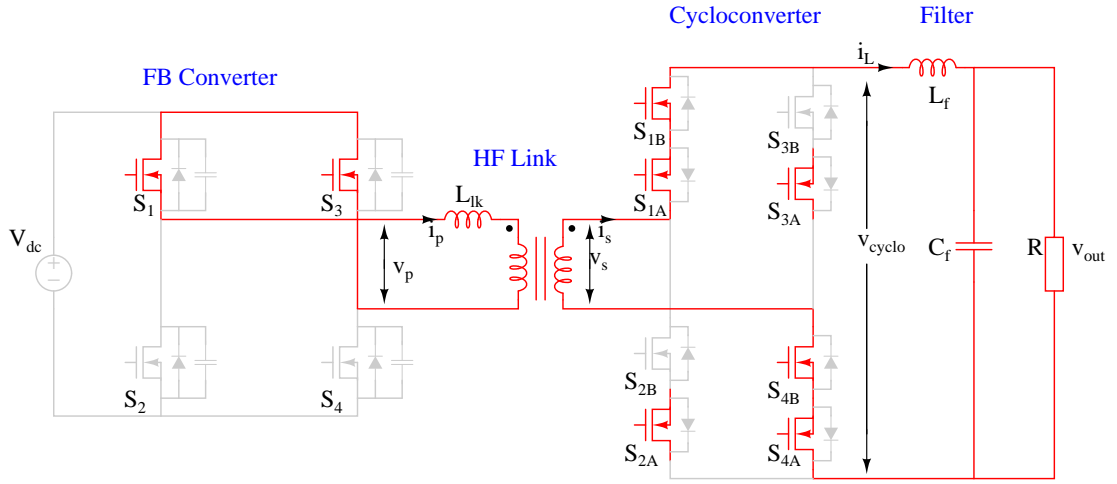 Cycloconverter
Filter
FB Converter
HF Link
i_L
L_f
S_1B
S_3B
S_1
S_3
L_lk
S_1A
S_3A
i_p
i_s
V_dc
v_p
v_s
v_cyclo
C_f
R
v_out
S_2
S_4
S_2B
S_4B
S_2A
S_4A